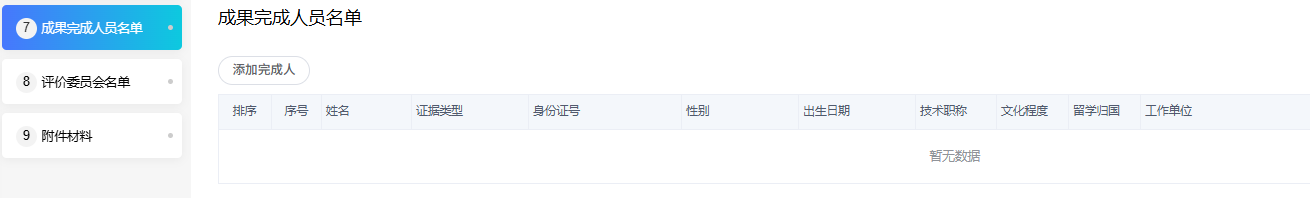 7 成果完成人员名单
8 评价委员会名单
9 附件材料
成果完成人员名单
添加完成人
排序 序号 姓名 证据类型 身份证号 性别 出生日期 技术职称 文化程度 留学归国 工作单位
暂无数据